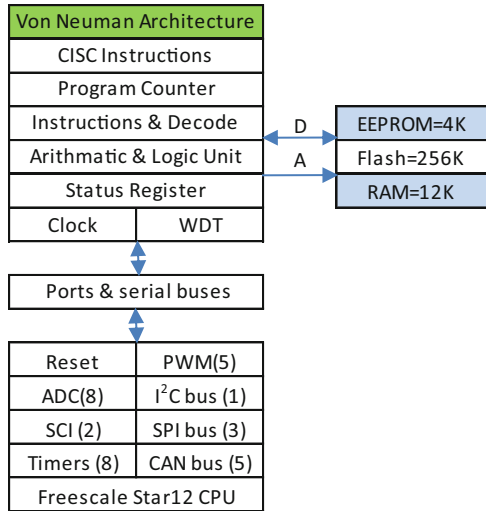 Von Neuman Architecture
CISC Instructions
Program Counter
Instructions & Decode
Arithmatic & Logic Unit
Status Register
Clock WDT
D
A
EEPROM=4K
Flash=256K
RAM=12K
Ports & serial buses
Reset PWM(5)
ADC(8) I²C bus (1)
SCI (2) SPI bus (3)
Timers (8) CAN bus (5)
Freescale Star12 CPU